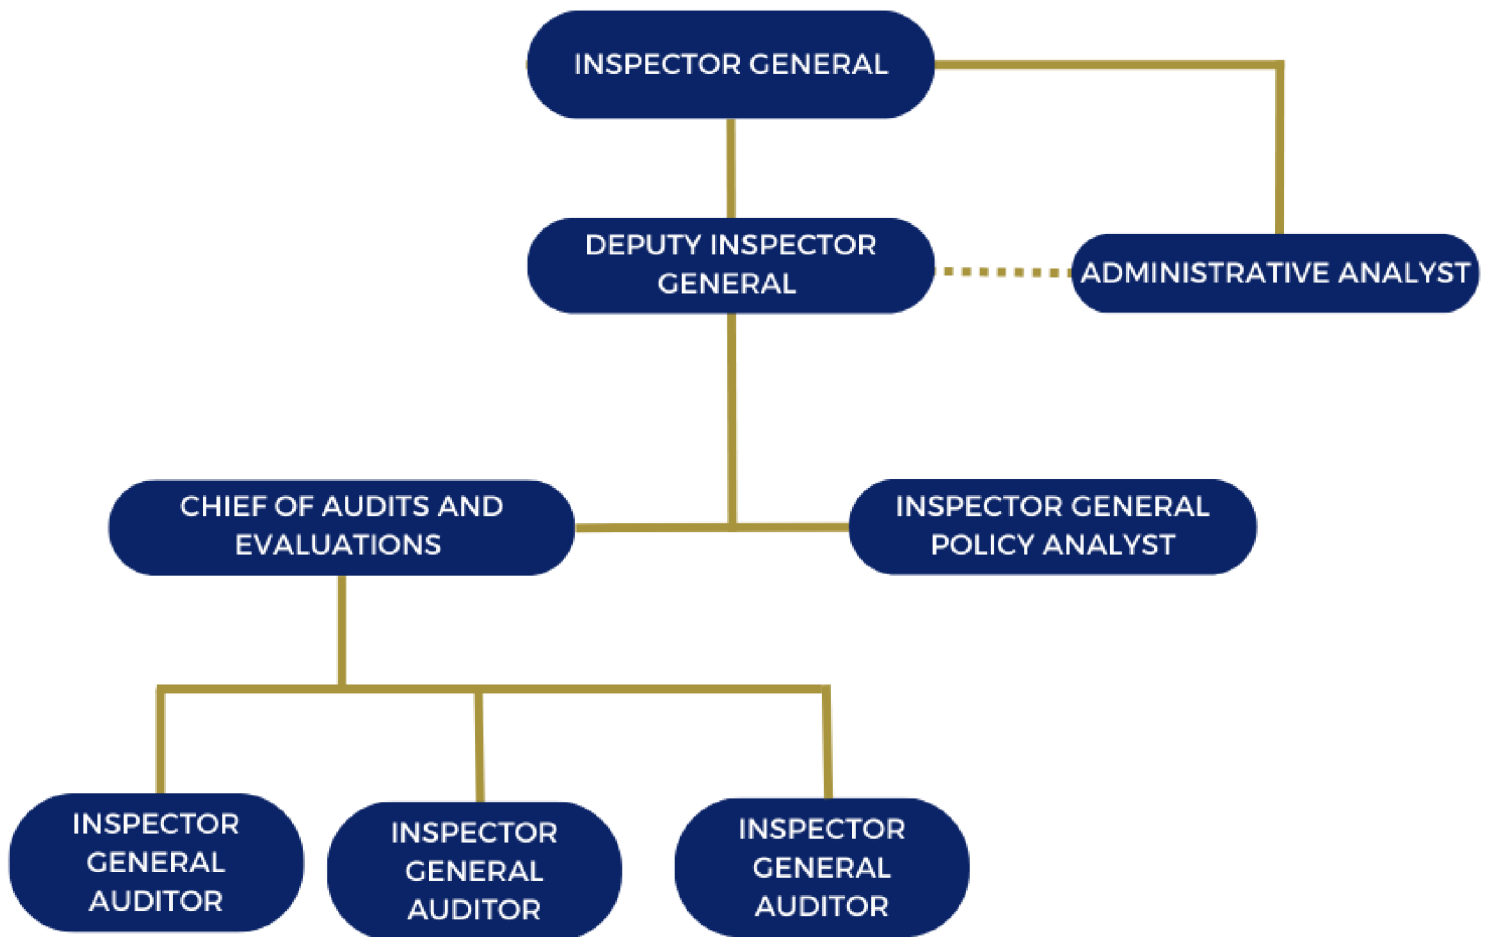 INSPECTOR GENERAL
DEPUTY INSPECTOR
GENERAL
ADMINISTRATIVE ANALYST
CHIEF OF AUDITS AND
EVALUATIONS
INSPECTOR GENERAL
POLICY ANALYST
INSPECTOR
GENERAL
AUDITOR
INSPECTOR
GENERAL
AUDITOR
INSPECTOR
GENERAL
AUDITOR